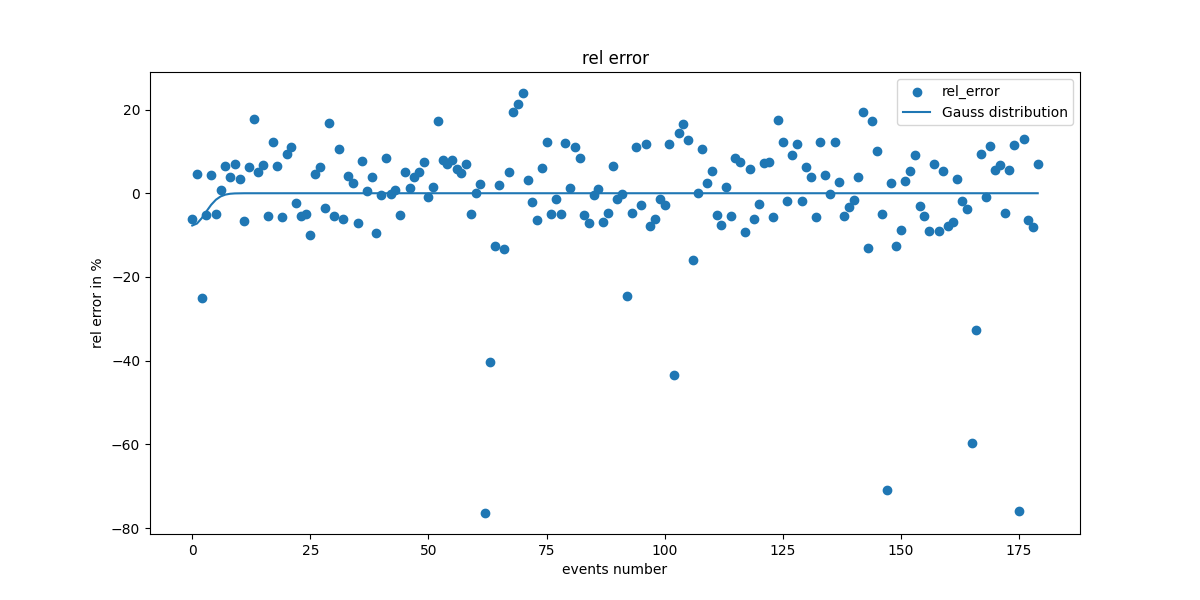 rel error
rel_error
Gauss distribution
rel error in %
20
0
−20
−40
−60
−80
0
25
50
75
100
125
150
175
events number